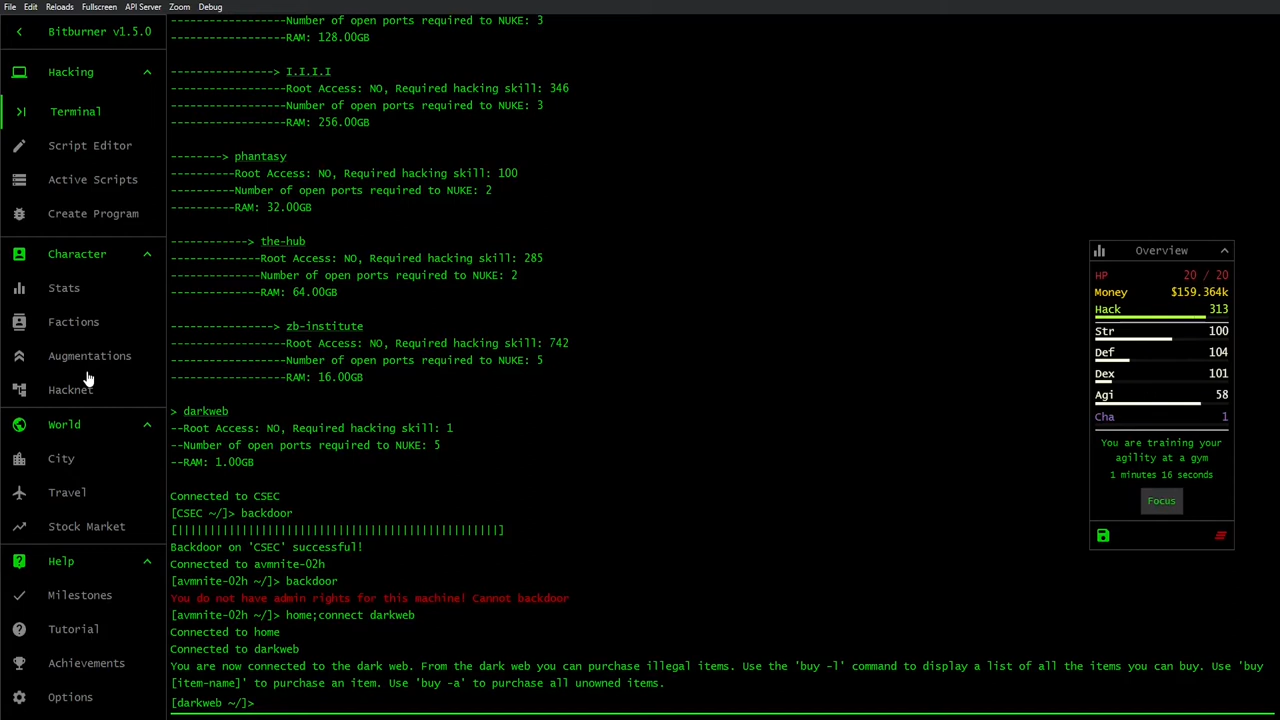 File Edit Reloads Fullscreen API Server Zoom Debug
Bitburner v1.5.0
Hacking
Terminal
Script Editor
Active Scripts
Create Program
Character
Stats
Factions
Augmentations
Hacknet
World
City
Travel
Stock Market
Help
Milestones
Tutorial
Achievements
Options
------------------Number of open ports required to NUKE: 3
------------------RAM: 128.00GB
----------------> I.I.I.I
------------------Root Access: NO, Required hacking skill: 346
------------------Number of open ports required to NUKE: 3
------------------RAM: 256.00GB
--------> phantasy
----------Root Access: NO, Required hacking skill: 100
----------Number of open ports required to NUKE: 2
----------RAM: 32.00GB
------------> the-hub
--------------Root Access: NO, Required hacking skill: 285
--------------Number of open ports required to NUKE: 2
--------------RAM: 64.00GB
----------------> zb-institute
------------------Root Access: NO, Required hacking skill: 742
------------------Number of open ports required to NUKE: 5
------------------RAM: 16.00GB
> darkweb
--Root Access: NO, Required hacking skill: 1
--Number of open ports required to NUKE: 5
--RAM: 1.00GB
Connected to CSEC
[CSEC ~/]> backdoor
[||||||||||||||||||||||||||||||||||||||||||||||||||]
Backdoor on 'CSEC' successful!
Connected to avmnite-02h
[avmnite-02h ~/]> backdoor
You do not have admin rights for this machine! Cannot backdoor
[avmnite-02h ~/]> home;connect darkweb
Connected to home
Connected to darkweb
You are now connected to the dark web. From the dark web you can purchase illegal items. Use the 'buy -l' command to display a list of all the items you can buy. Use 'buy
[item-name]' to purchase an item. Use 'buy -a' to purchase all unowned items.
[darkweb ~/]>
Overview
HP 20 / 20
Money $159.364k
Hack 313
Str 100
Def 104
Dex 101
Agi 58
Cha 1
You are training your
agility at a gym
1 minutes 16 seconds
Focus